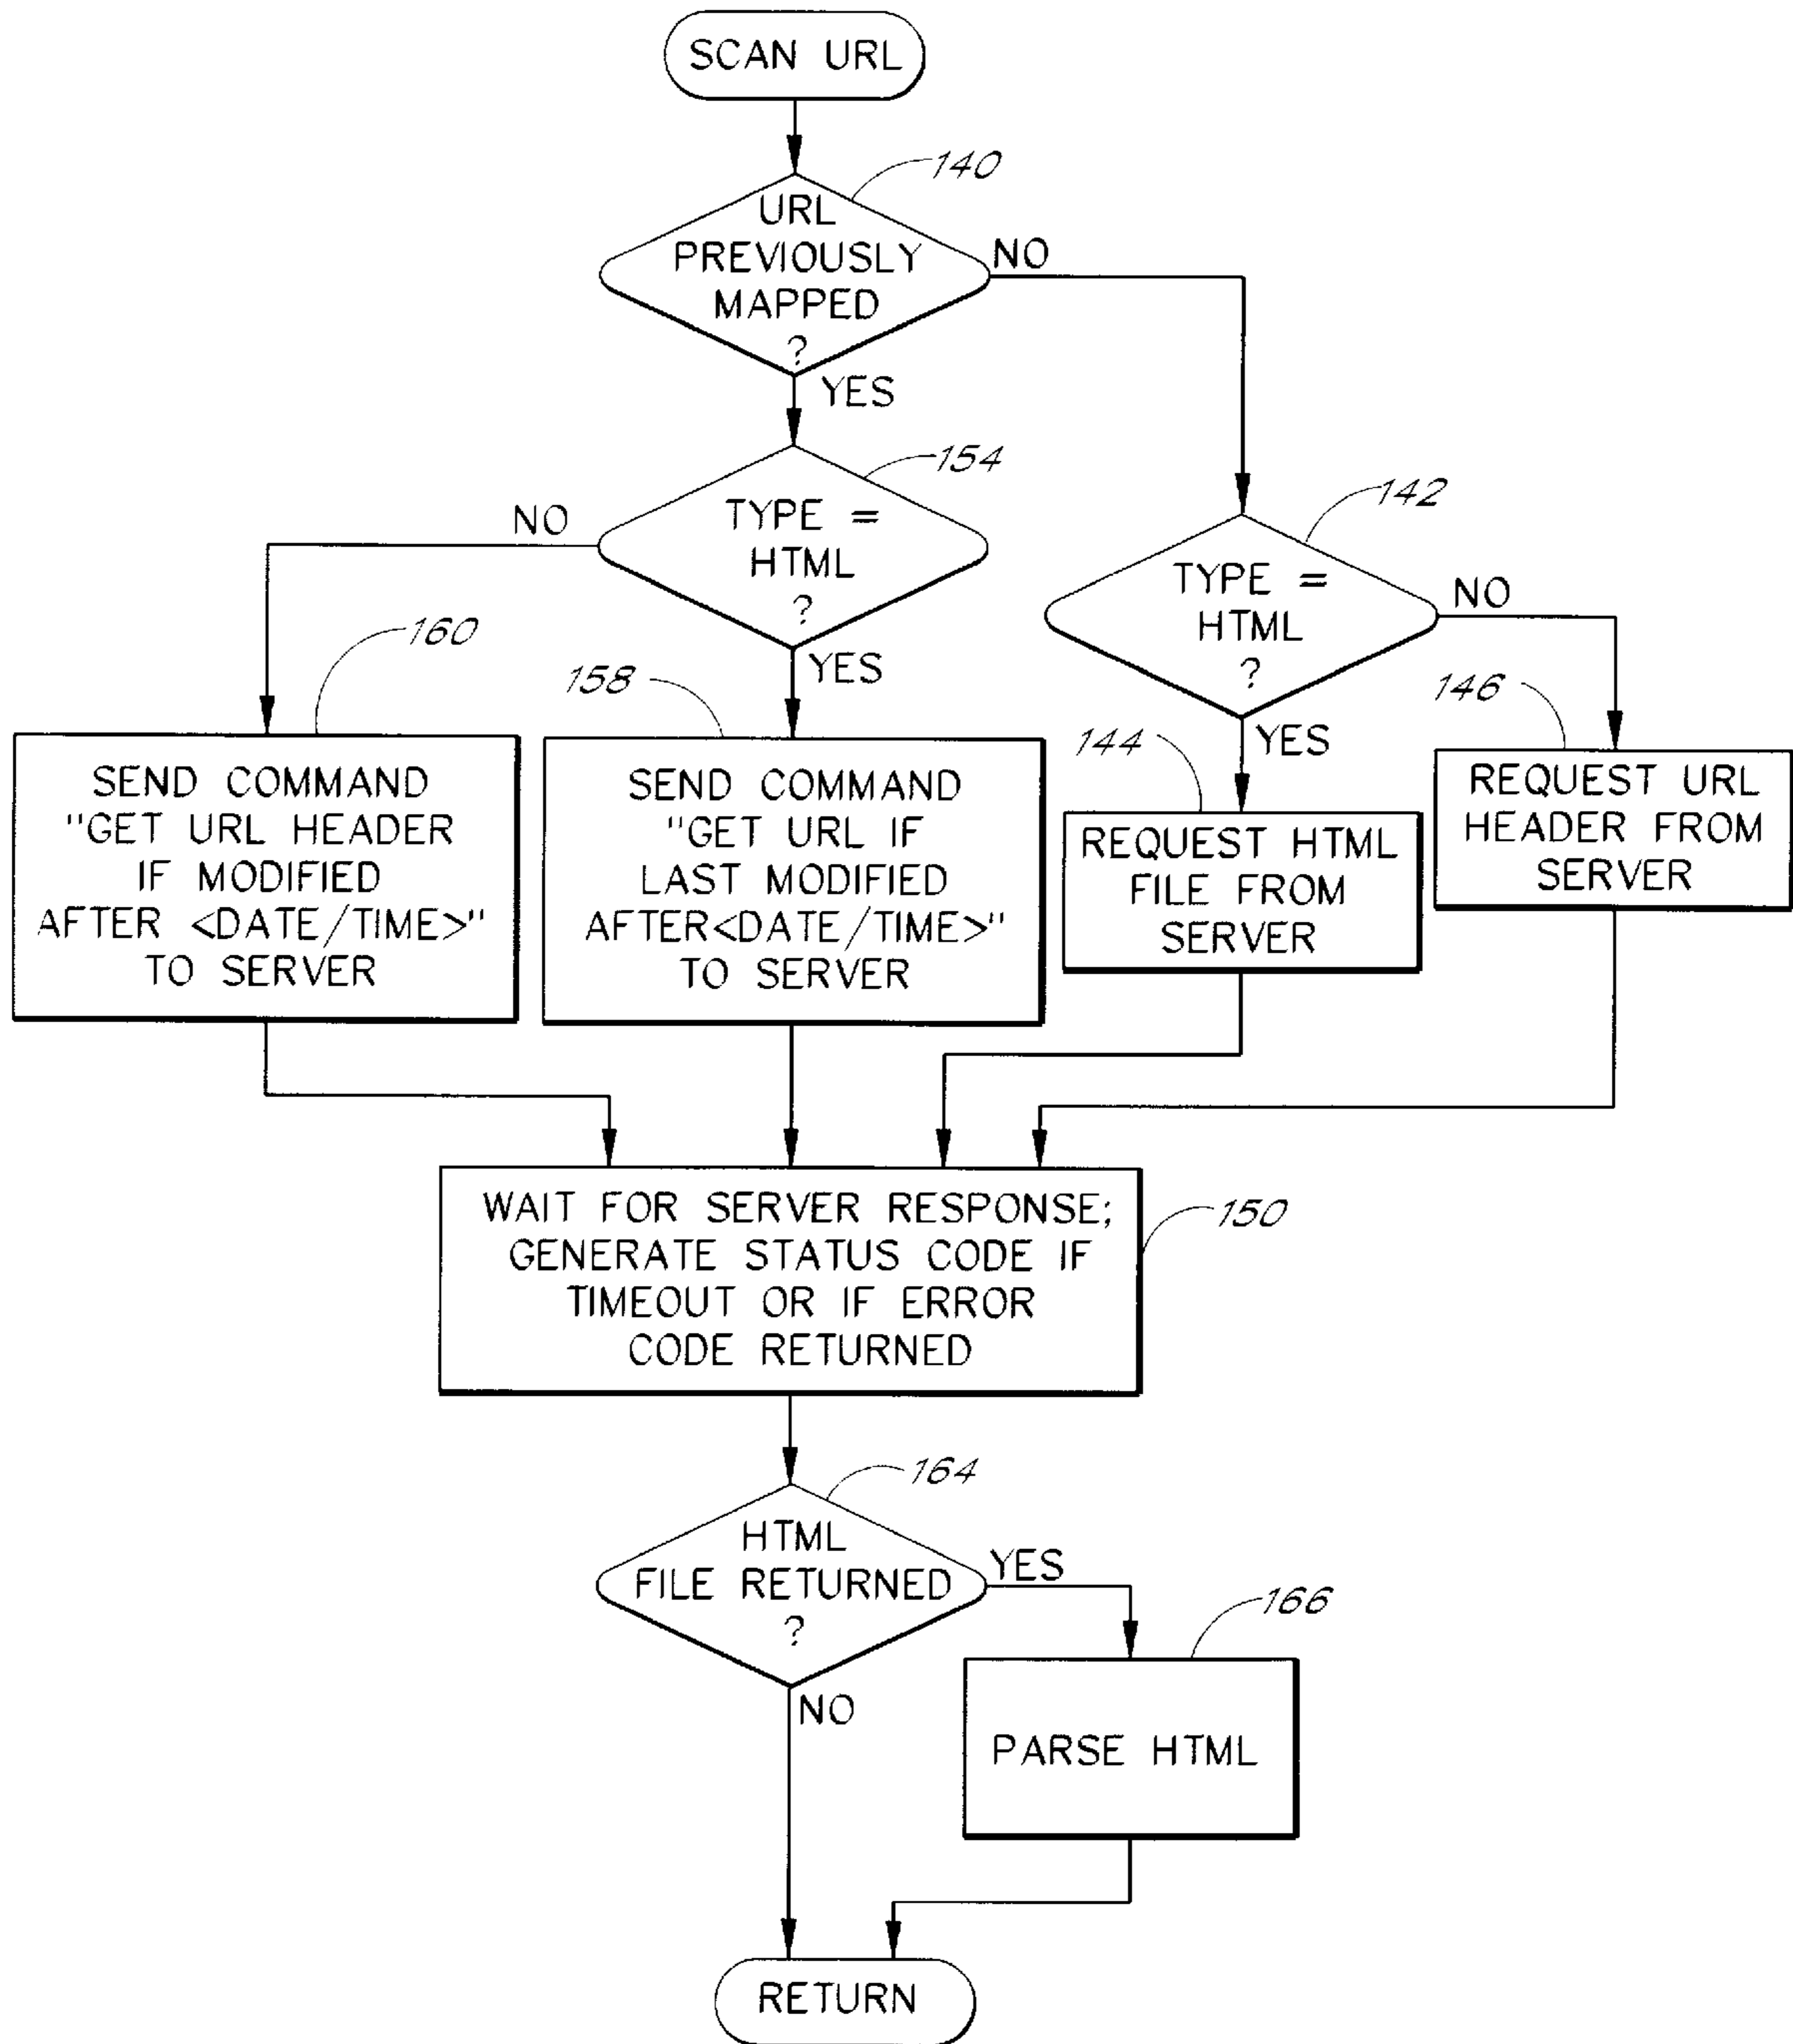 SCAN URL
140
URL
PREVIOUSLY
MAPPED
?
NO
YES
154
TYPE =
HTML
?
NO
YES
142
TYPE =
HTML
?
NO
YES
160
SEND COMMAND
"GET URL HEADER
IF MODIFIED
AFTER <DATE/TIME>"
TO SERVER
158
SEND COMMAND
"GET URL IF
LAST MODIFIED
AFTER<DATE/TIME>"
TO SERVER
144
REQUEST HTML
FILE FROM
SERVER
146
REQUEST URL
HEADER FROM
SERVER
150
WAIT FOR SERVER RESPONSE;
GENERATE STATUS CODE IF
TIMEOUT OR IF ERROR
CODE RETURNED
164
HTML
FILE RETURNED
?
YES
NO
166
PARSE HTML
RETURN